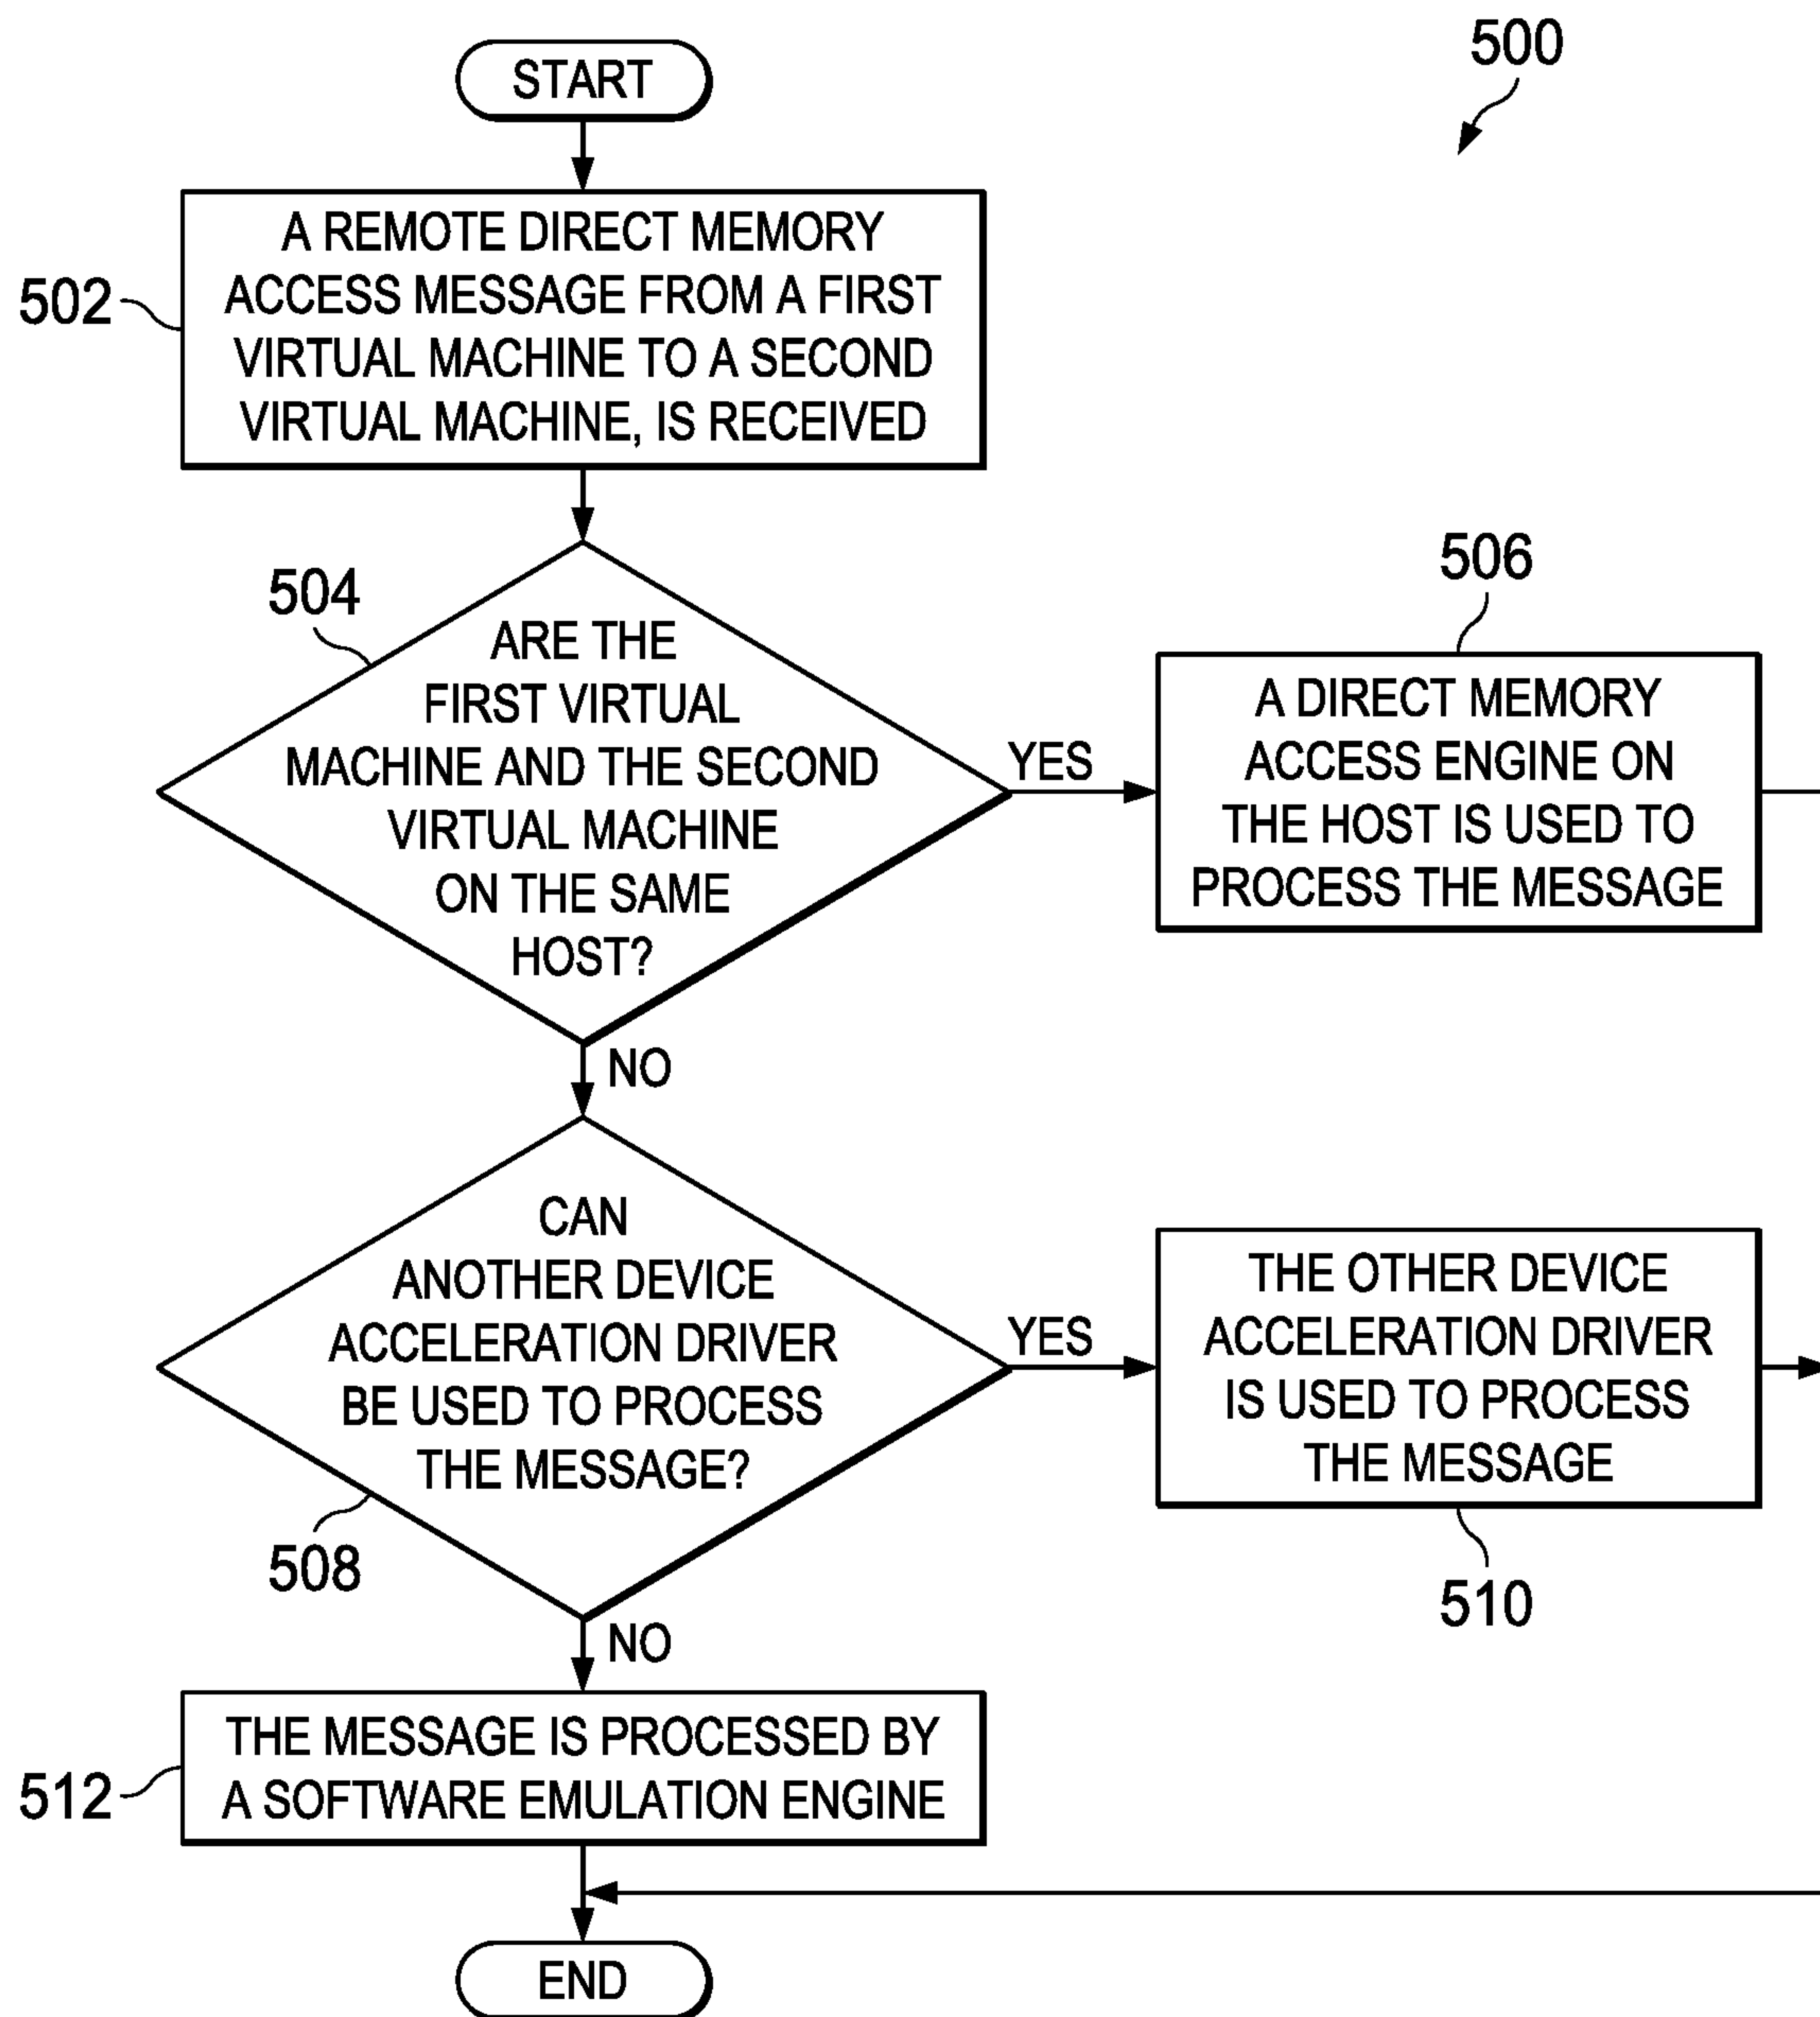 START
500
A REMOTE DIRECT MEMORY
ACCESS MESSAGE FROM A FIRST
VIRTUAL MACHINE TO A SECOND
VIRTUAL MACHINE, IS RECEIVED
502
504
ARE THE
FIRST VIRTUAL
MACHINE AND THE SECOND
VIRTUAL MACHINE
ON THE SAME
HOST?
YES
506
A DIRECT MEMORY
ACCESS ENGINE ON
THE HOST IS USED TO
PROCESS THE MESSAGE
NO
CAN
ANOTHER DEVICE
ACCELERATION DRIVER
BE USED TO PROCESS
THE MESSAGE?
508
YES
THE OTHER DEVICE
ACCELERATION DRIVER
IS USED TO PROCESS
THE MESSAGE
510
NO
THE MESSAGE IS PROCESSED BY
A SOFTWARE EMULATION ENGINE
512
END